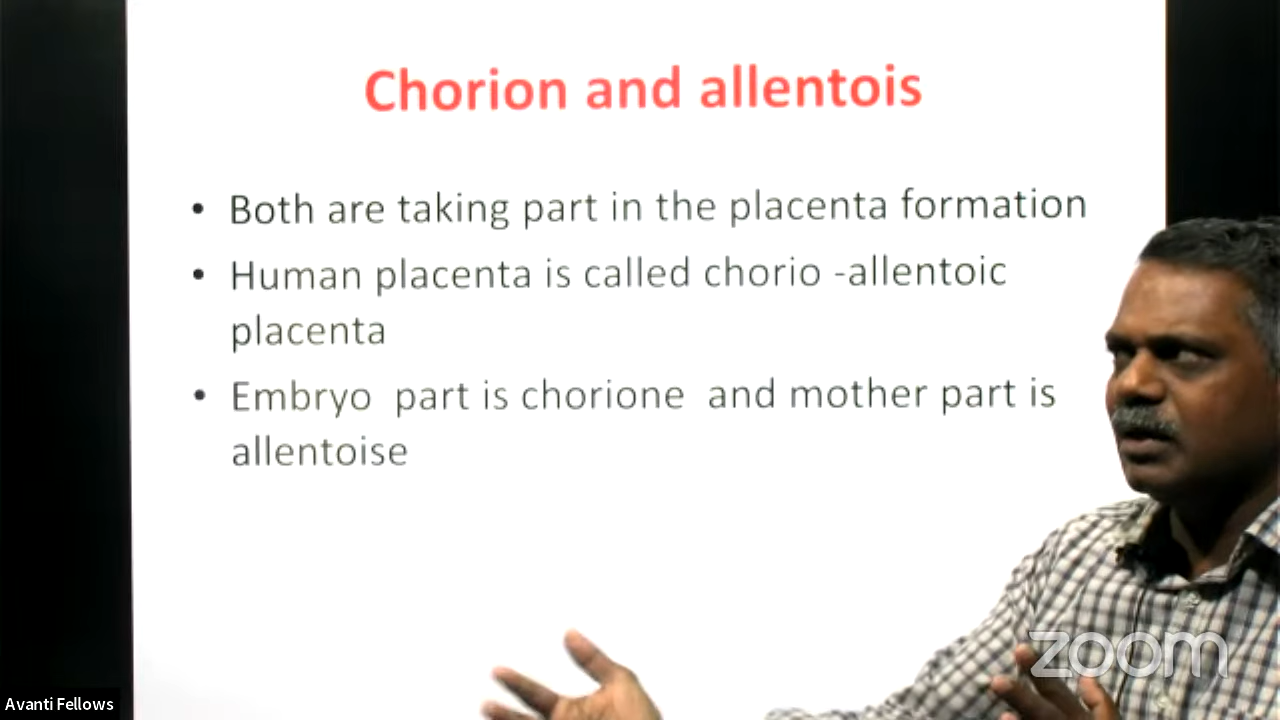 Chorion and allentois
• Both are taking part in the placenta formation
• Human placenta is called chorio -allentoic
placenta
• Embryo part is chorione and mother part is
allentoise
zoom
Avanti Fellows